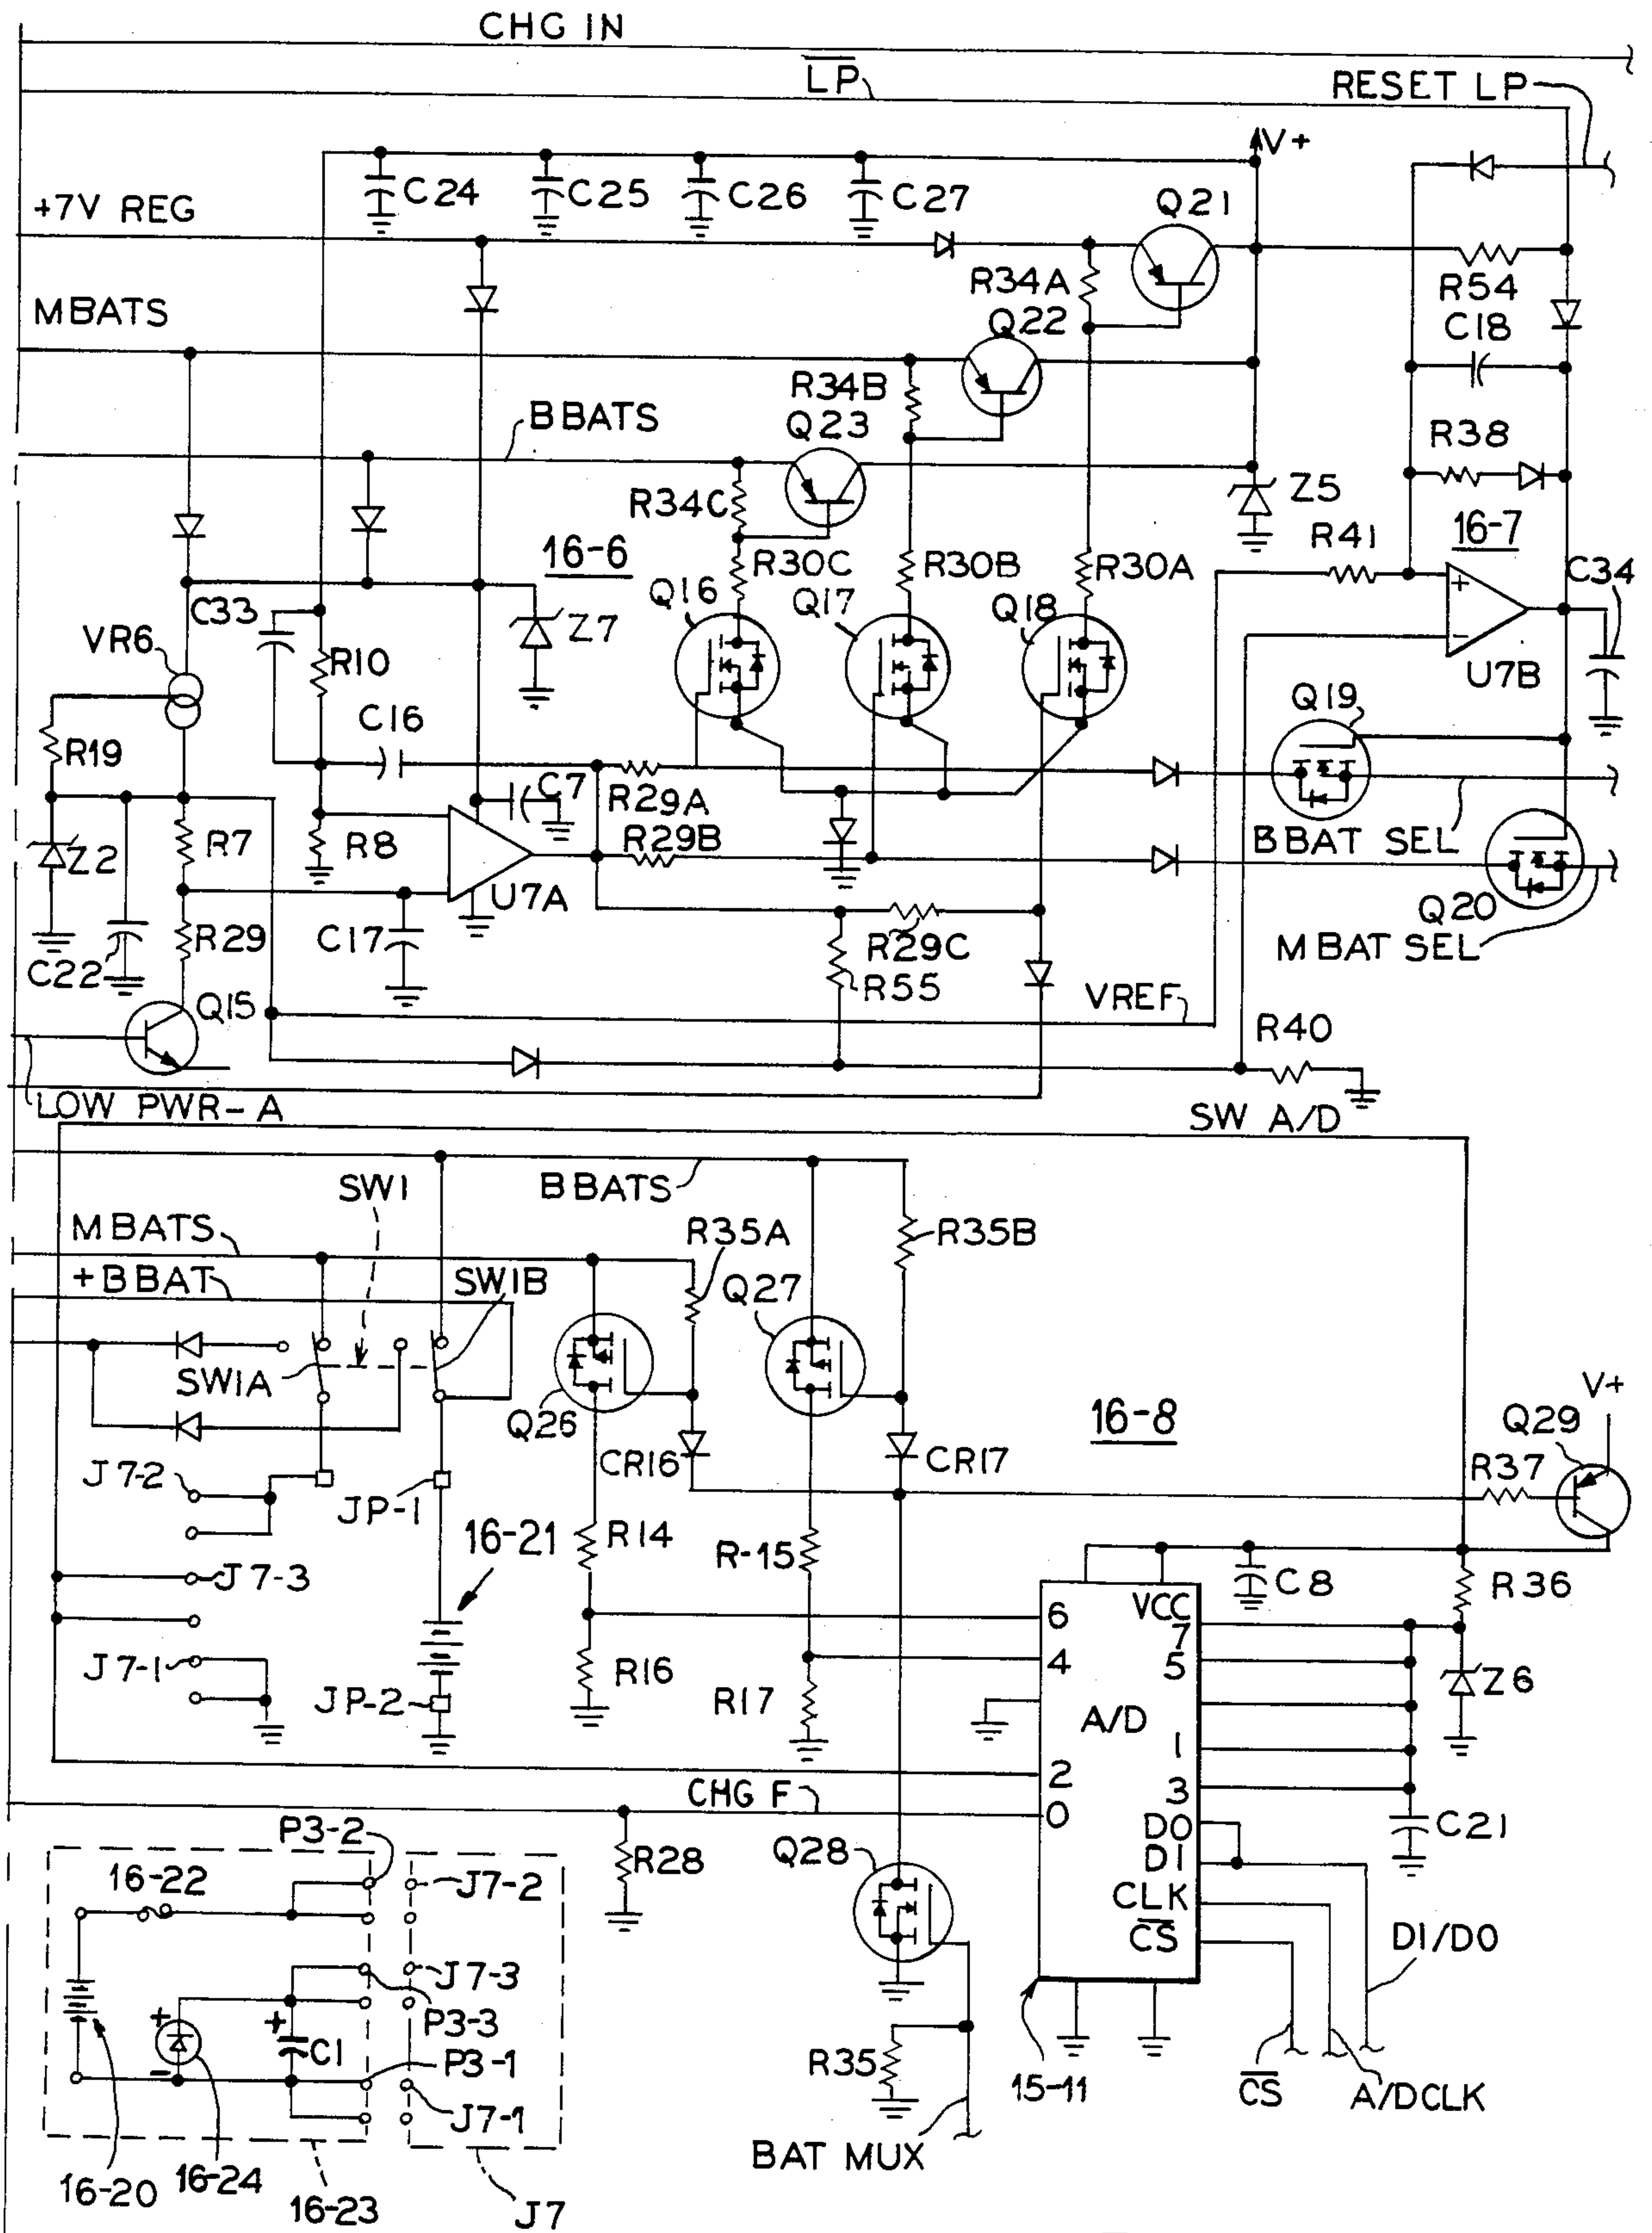 CHG IN
LP
RESET LP
V+
C24
C25
C26
C27
+7V REG
Q21
R34A
R54
MBATS
Q22
C18
R34B
BBATS
Q23
R38
R34C
Z5
16-6
R41
16-7
R30C
R30B
R30A
C34
Q16
Q17
Q18
C33
Z7
VR6
R10
+
-
U7B
Q19
C16
R19
C7
R29A
R29B
BBAT SEL
Z2
R7
R8
U7A
Q20
R29
C17
R29C
MBAT SEL
C22
R55
Q15
VREF
R40
LOW PWR-A
SW A/D
SW1
BBATS
MBATS
R35A
R35B
+BBAT
SW1B
Q27
SW1A
V+
Q26
16-8
Q29
CR16
CR17
R37
J7-2
JP-1
16-21
R14
R-15
J7-3
C8
R36
6
VCC
7
4
5
J7-1
R16
R17
Z6
JP-2
A/D
1
2
3
CHG F
0
C21
P3-2
DO
DI
16-22
R28
Q28
J7-2
CLK
CS
DI/DO
J7-3
+
+
P3-3
C1
-
P3-1
R35
15-11
J7-1
CS
A/DCLK
BAT MUX
16-20
16-24
16-23
J7